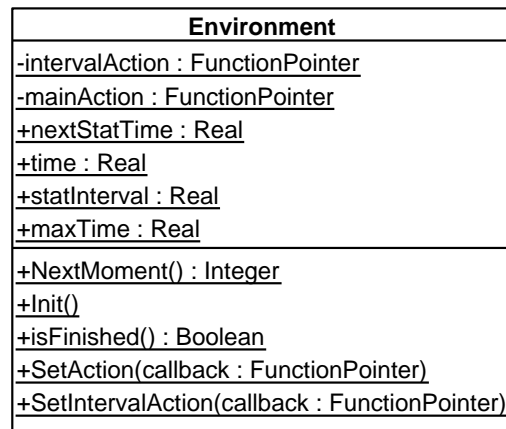 Environment
-intervalAction : FunctionPointer
-mainAction : FunctionPointer
+nextStatTime : Real
+time : Real
+statInterval : Real
+maxTime : Real
+NextMoment() : Integer
+Init()
+isFinished() : Boolean
+SetAction(callback : FunctionPointer)
+SetIntervalAction(callback : FunctionPointer)